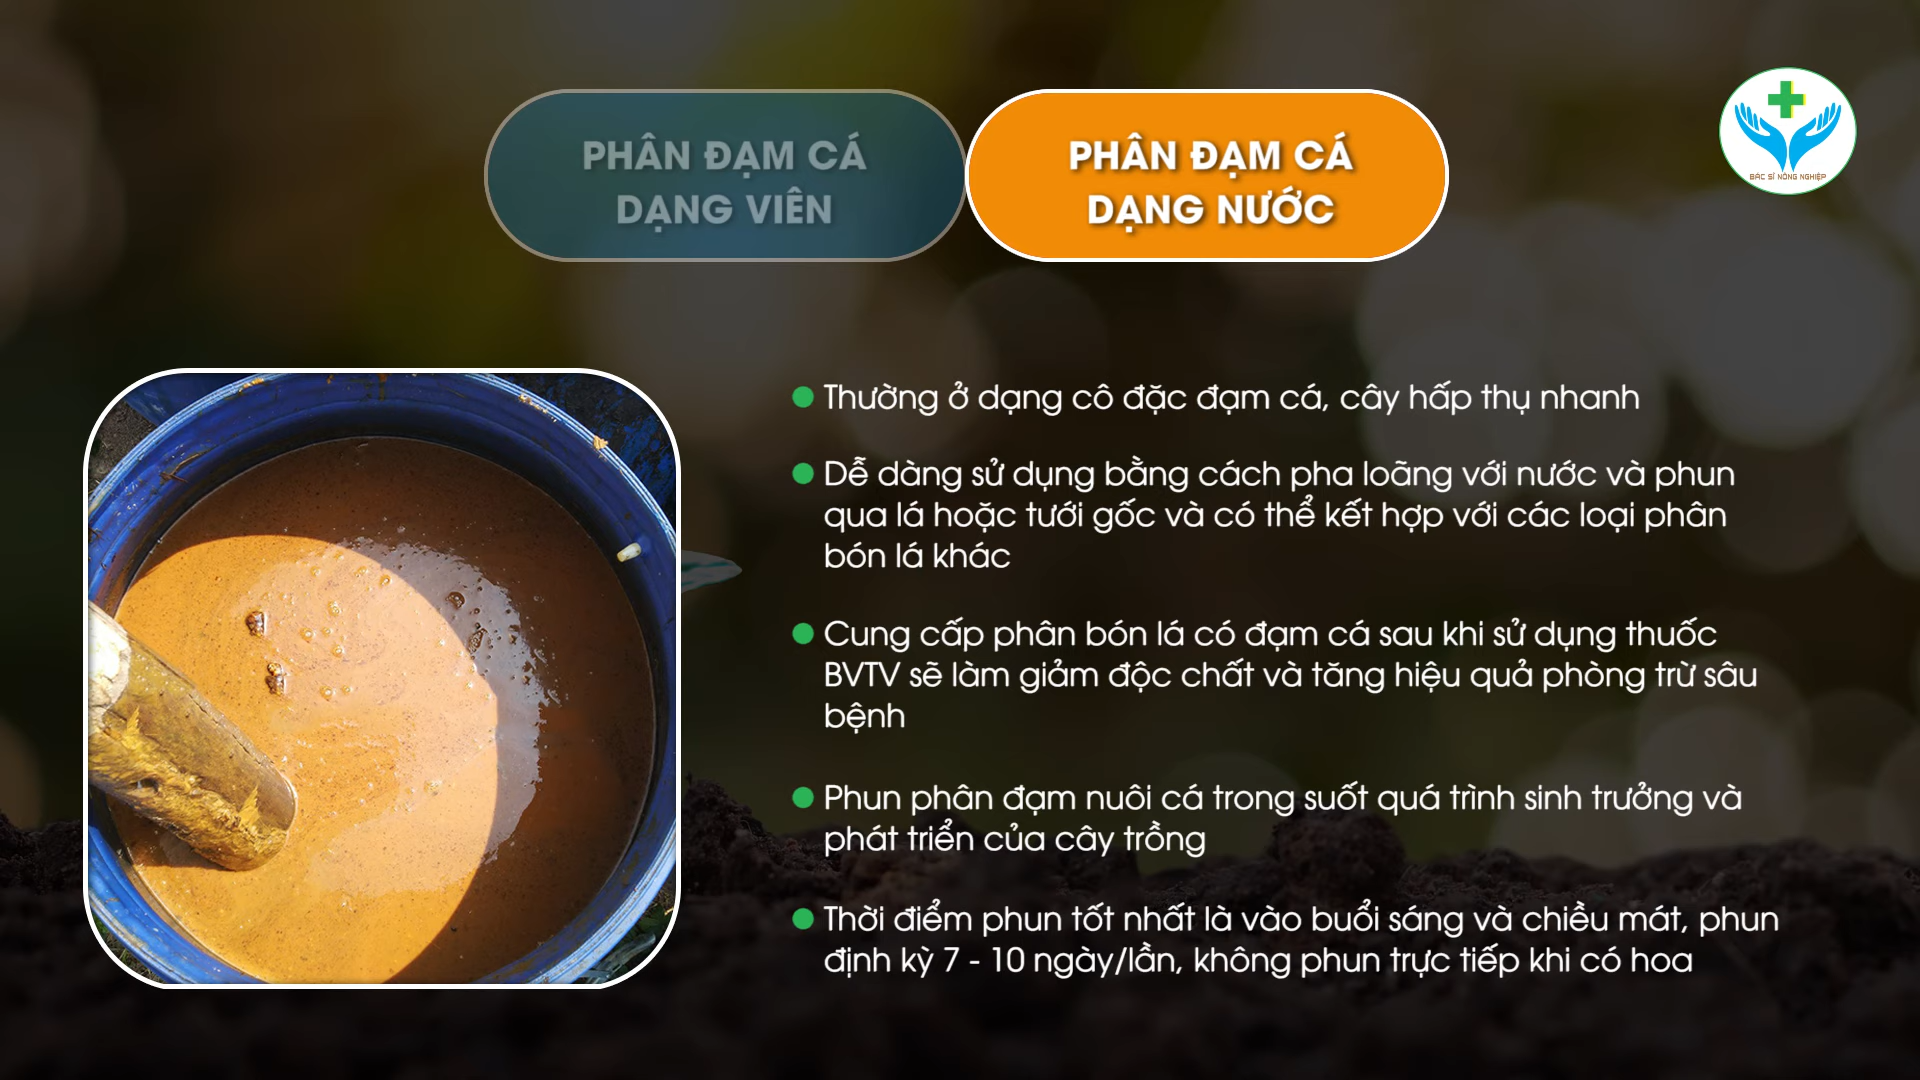 PHÂN ĐẠM CÁ
DẠNG VIÊN
PHÂN ĐẠM CÁ
DẠNG NƯỚC
BÁC SĨ NÔNG NGHIỆP
Thường ở dạng cô đặc đạm cá, cây hấp thụ nhanh
Dễ dàng sử dụng bằng cách pha loãng với nước và phun
qua lá hoặc tưới gốc và có thể kết hợp với các loại phân
bón lá khác
Cung cấp phân bón lá có đạm cá sau khi sử dụng thuốc
BVTV sẽ làm giảm độc chất và tăng hiệu quả phòng trừ sâu
bệnh
Phun phân đạm nuôi cá trong suốt quá trình sinh trưởng và
phát triển của cây trồng
Thời điểm phun tốt nhất là vào buổi sáng và chiều mát, phun
định kỳ 7 - 10 ngày/lần, không phun trực tiếp khi có hoa